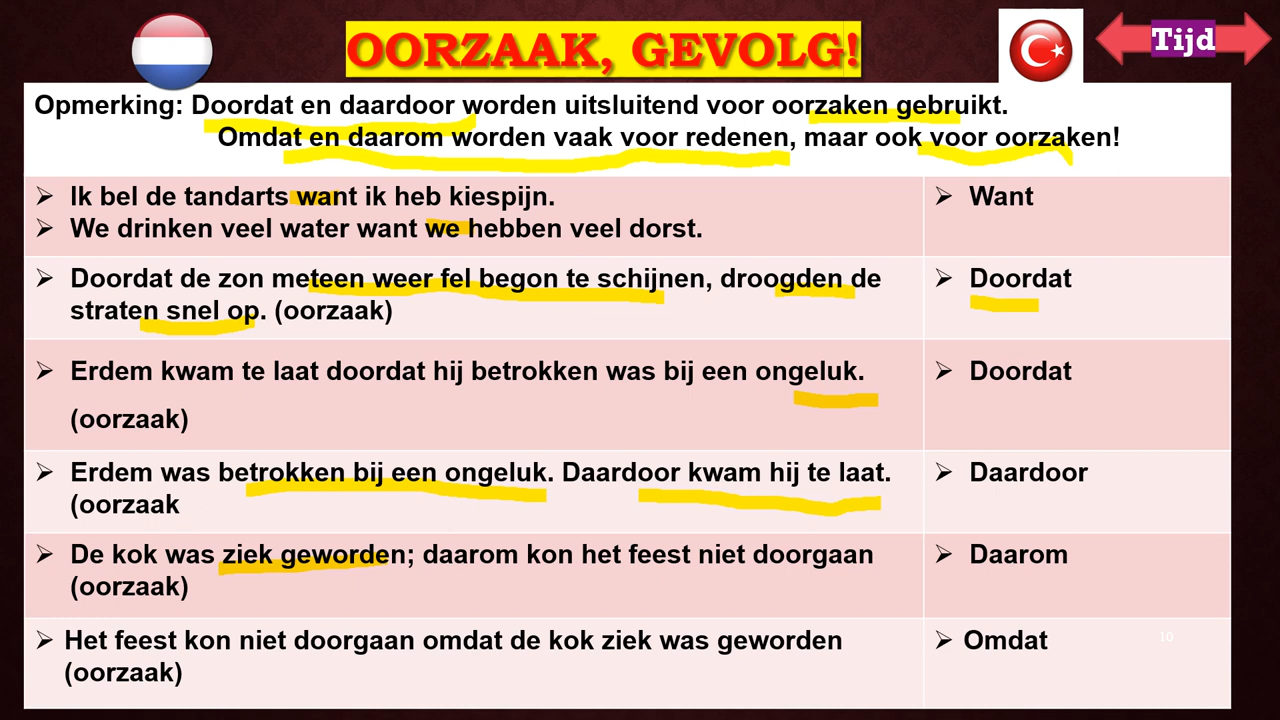 OORZAAK, GEVOLG!
Tijd
Opmerking: Doordat en daardoor worden uitsluitend voor oorzaken gebruikt.
Omdat en daarom worden vaak voor redenen, maar ook voor oorzaken!
➢ Ik bel de tandarts want ik heb kiespijn.
➢ We drinken veel water want we hebben veel dorst.
➢ Want
➢ Doordat de zon meteen weer fel begon te schijnen, droogden de
straten snel op. (oorzaak)
➢ Doordat
➢ Erdem kwam te laat doordat hij betrokken was bij een ongeluk.
(oorzaak)
➢ Doordat
➢ Erdem was betrokken bij een ongeluk. Daardoor kwam hij te laat.
(oorzaak
➢ Daardoor
➢ De kok was ziek geworden; daarom kon het feest niet doorgaan
(oorzaak)
➢ Daarom
➢ Het feest kon niet doorgaan omdat de kok ziek was geworden
(oorzaak)
➢ Omdat
10